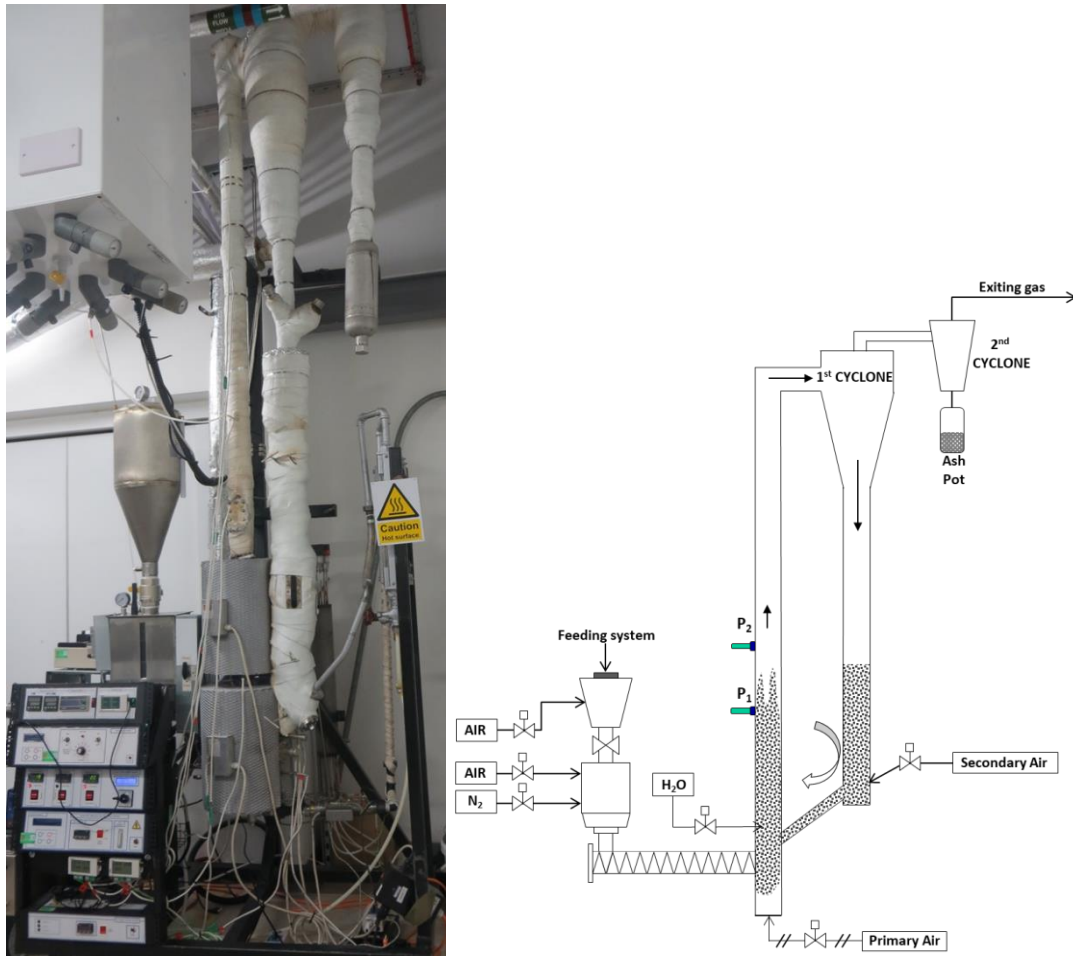 FLOW
Caution
Hot surface
Exiting gas
2nd
CYCLONE
1st CYCLONE
Ash
Pot
P2
P1
Feeding system
AIR
AIR
N2
H2O
Secondary Air
Primary Air